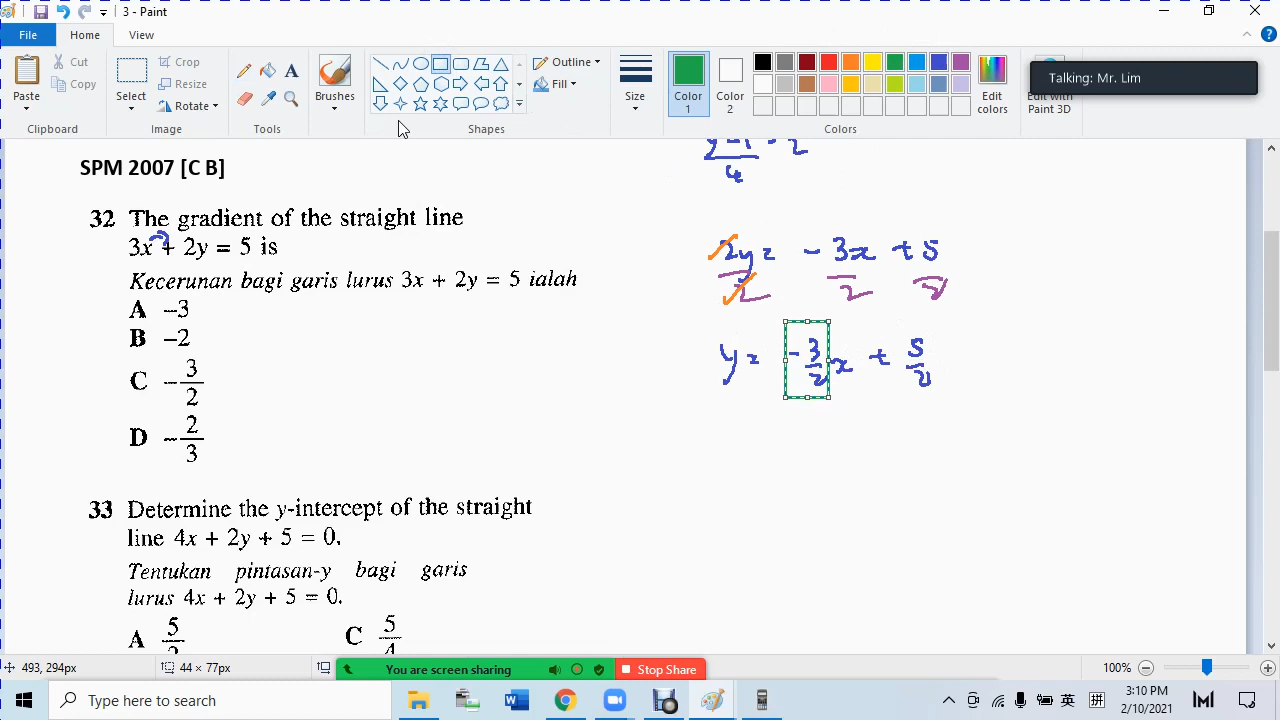 3 - Paint
File
Home
View
Paste
Cut
Copy
Clipboard
Select
Crop
Resize
Rotate
Image
Tools
Brushes
Shapes
Outline
Fill
Size
Color 1
Color 2
Colors
Edit colors
Edit with Paint 3D
Talking: Mr. Lim
SPM 2007 [C B]
32 The gradient of the straight line
3x + 2y = 5 is
Kecerunan bagi garis lurus 3x + 2y = 5 ialah
A −3
B −2
C −3/2
D −2/3
33 Determine the y-intercept of the straight
line 4x + 2y + 5 = 0.
Tentukan pintasan-y bagi garis
lurus 4x + 2y + 5 = 0.
A 5
C 5/4
2y/2 = −3x/2 + 5/2
y = −3/2 x + 5/2
493, 294px
44 × 77px
You are screen sharing
Stop Share
100%
Type here to search
英
拼
3:10 PM
2/10/2021